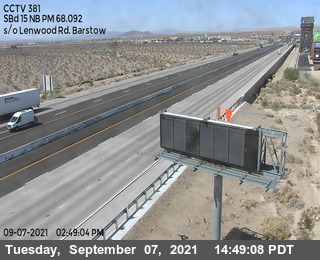 CCTV 381
SBd 15 NB PM 68.092
s/o Lenwood Rd. Barstow
09-07-2021 02:49:04 PM
Tuesday, September 07, 2021 14:49:08 PDT